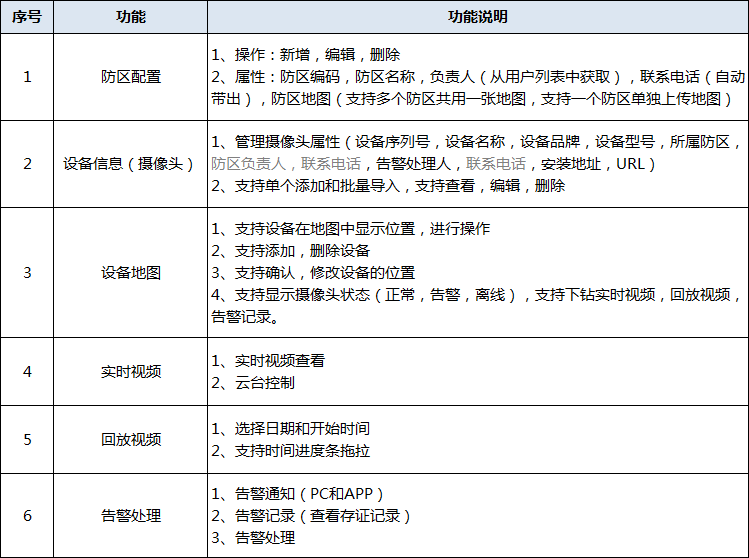 序号 功能 功能说明
1 防区配置
1、操作：新增，编辑，删除
2、属性：防区编码，防区名称，负责人（从用户列表中获取），联系电话（自动
带出），防区地图（支持多个防区共用一张地图，支持一个防区单独上传地图）
2 设备信息（摄像头）
1、管理摄像头属性（设备序列号，设备名称，设备品牌，设备型号，所属防区，
防区负责人，联系电话，告警处理人，联系电话，安装地址，URL）
2、支持单个添加和批量导入，支持查看，编辑，删除
3 设备地图
1、支持设备在地图中显示位置，进行操作
2、支持添加，删除设备
3、支持确认，修改设备的位置
4、支持显示摄像头状态（正常，告警，离线），支持下钻实时视频，回放视频，
告警记录。
4 实时视频
1、实时视频查看
2、云台控制
5 回放视频
1、选择日期和开始时间
2、支持时间进度条拖拉
6 告警处理
1、告警通知（PC和APP）
2、告警记录（查看存证记录）
3、告警处理